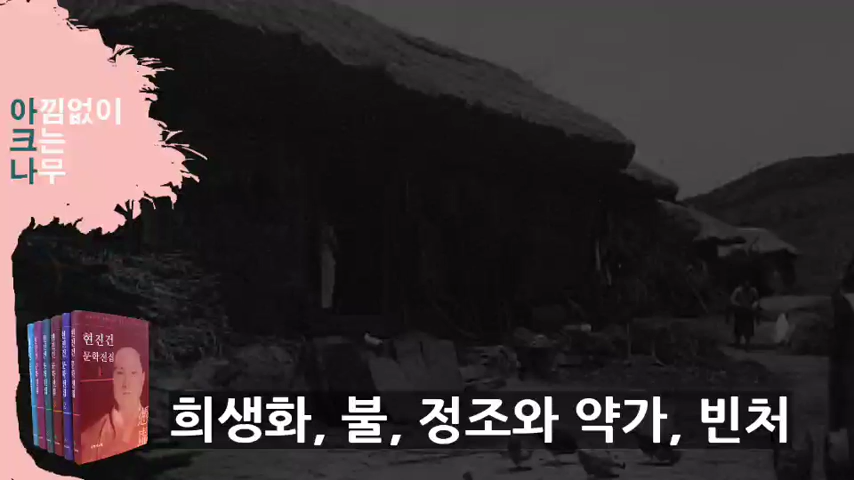 아낌없이
크는
나무
현진건
문학전집
1
희생화, 불, 정조와 약가, 빈처